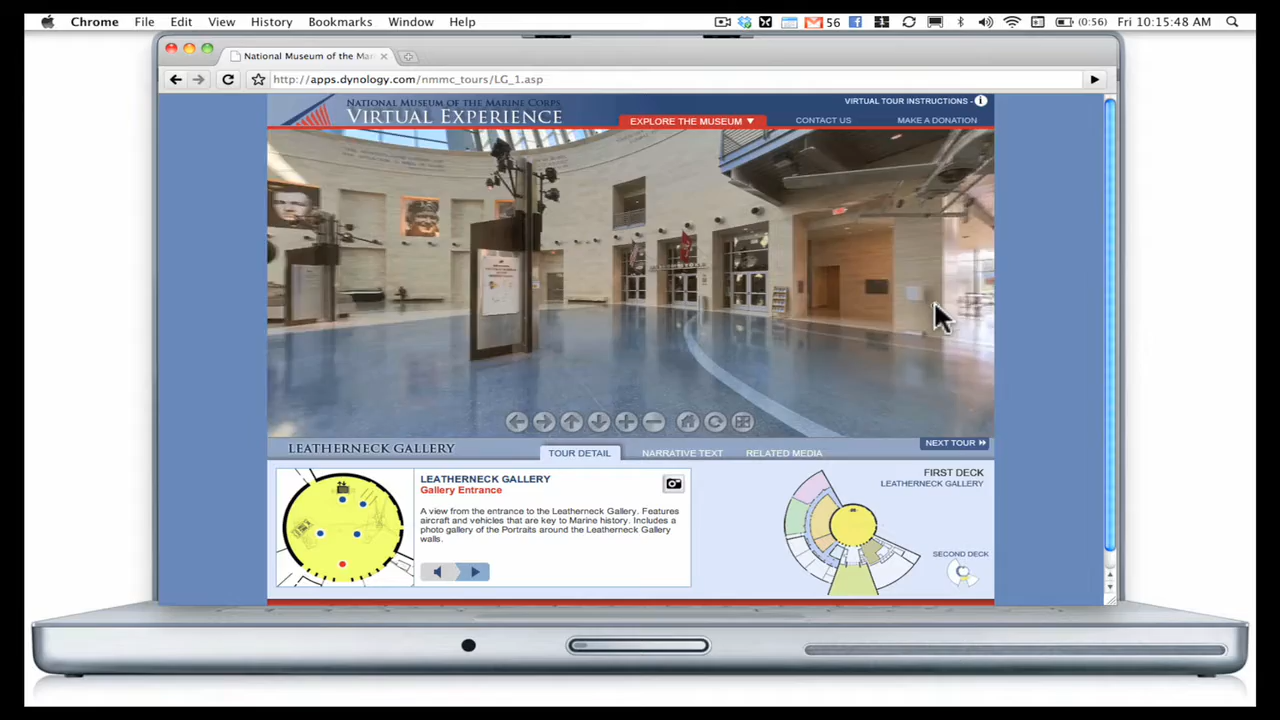 Chrome File Edit View History Bookmarks Window Help 56 (0:56) Fri 10:15:48 AM
National Museum of the Mar
http://apps.dynology.com/nmmc_tours/LG_1.asp
NATIONAL MUSEUM OF THE MARINE CORPS
VIRTUAL EXPERIENCE
VIRTUAL TOUR INSTRUCTIONS -
EXPLORE THE MUSEUM CONTACT US MAKE A DONATION
LEATHERNECK GALLERY
TOUR DETAIL NARRATIVE TEXT RELATED MEDIA
NEXT TOUR
LEATHERNECK GALLERY
Gallery Entrance
A view from the entrance to the Leatherneck Gallery. Features
aircraft and vehicles that are key to Marine history. Includes a
photo gallery of the Portraits around the Leatherneck Gallery
walls.
FIRST DECK
LEATHERNECK GALLERY
SECOND DECK